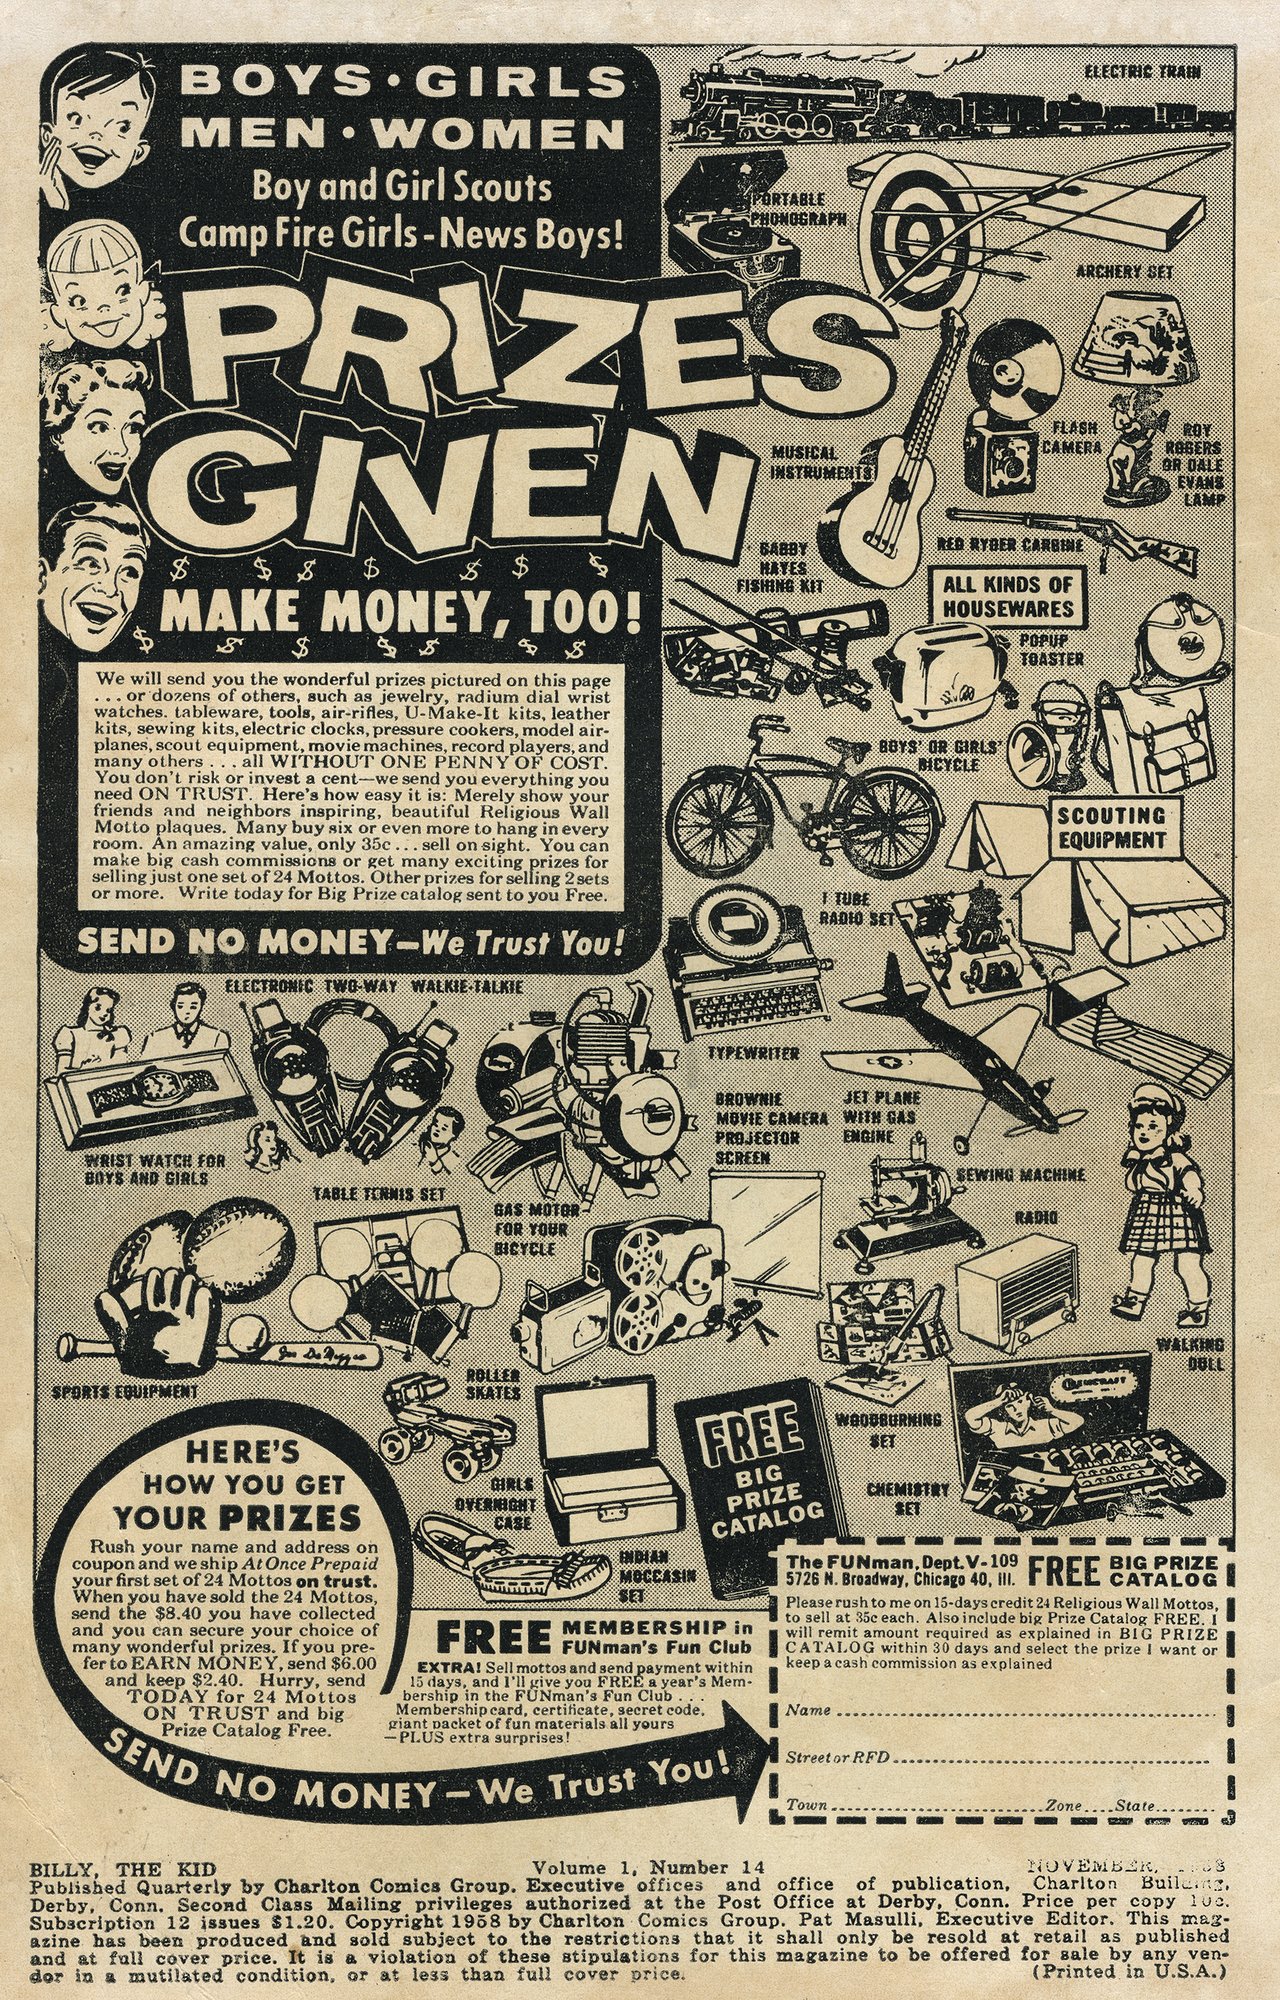 BOYS · GIRLS
MEN · WOMEN
Boy and Girl Scouts
Camp Fire Girls - News Boys!
PRIZES
GIVEN
MAKE MONEY, TOO!
We will send you the wonderful prizes pictured on this page
. . . or dozens of others, such as jewelry, radium dial wrist
watches. tableware, tools, air-rifles, U-Make-It kits, leather
kits, sewing kits, electric clocks, pressure cookers, model air-
planes, scout equipment, movie machines, record players, and
many others . . . all WITHOUT ONE PENNY OF COST.
You don't risk or invest a cent—we send you everything you
need ON TRUST. Here's how easy it is: Merely show your
friends and neighbors inspiring, beautiful Religious Wall
Motto plaques. Many buy six or even more to hang in every
room. An amazing value, only 35c . . . sell on sight. You can
make big cash commissions or get many exciting prizes for
selling just one set of 24 Mottos. Other prizes for selling 2 sets
or more. Write today for Big Prize catalog sent to you Free.
SEND NO MONEY—We Trust You!
ELECTRIC TRAIN
PORTABLE
PHONOGRAPH
ARCHERY SET
MUSICAL
INSTRUMENTS
FLASH
CAMERA
ROY
ROGERS
OR DALE
EVANS
LAMP
RED RYDER CARBINE
GABBY
HAYES
FISHING KIT
ALL KINDS OF
HOUSEWARES
POPUP
TOASTER
BOYS' OR GIRLS'
BICYCLE
SCOUTING
EQUIPMENT
1 TUBE
RADIO SET
TYPEWRITER
ELECTRONIC TWO-WAY WALKIE-TALKIE
WRIST WATCH FOR
BOYS AND GIRLS
BROWNIE
MOVIE CAMERA
PROJECTOR
SCREEN
JET PLANE
WITH GAS
ENGINE
SEWING MACHINE
TABLE TENNIS SET
GAS MOTOR
FOR YOUR
BICYCLE
RADIO
WALKING
DOLL
Joe DiMaggio
SPORTS EQUIPMENT
ROLLER
SKATES
WOODBURNING
SET
CHEMCRAFT
CHEMISTRY
SET
GIRLS
OVERNIGHT
CASE
INDIAN
MOCCASIN
SET
FREE
BIG
PRIZE
CATALOG
HERE'S
HOW YOU GET
YOUR PRIZES
Rush your name and address on
coupon and we ship At Once Prepaid
your first set of 24 Mottos on trust.
When you have sold the 24 Mottos,
send the $8.40 you have collected
and you can secure your choice of
many wonderful prizes. If you pre-
fer to EARN MONEY, send $6.00
and keep $2.40. Hurry, send
TODAY for 24 Mottos
ON TRUST and big
Prize Catalog Free.
SEND NO MONEY—We Trust You!
FREE MEMBERSHIP in
FUNman's Fun Club
EXTRA! Sell mottos and send payment within
15 days, and I'll give you FREE a year's Mem-
bership in the FUNman's Fun Club . . .
Membership card, certificate, secret code,
giant packet of fun materials all yours
—PLUS extra surprises!
The FUNman, Dept. V-109
5726 N. Broadway, Chicago 40, Ill.
FREE BIG PRIZE
CATALOG
Please rush to me on 15-days credit 24 Religious Wall Mottos,
to sell at 35c each. Also include big Prize Catalog FREE. I
will remit amount required as explained in BIG PRIZE
CATALOG within 30 days and select the prize I want or
keep a cash commission as explained
Name
Street or RFD
Town Zone State
BILLY, THE KID Volume 1, Number 14 NOVEMBER,
Published Quarterly by Charlton Comics Group. Executive offices and office of publication, Charlton Building,
Derby, Conn. Second Class Mailing privileges authorized at the Post Office at Derby, Conn. Price per copy 10c.
Subscription 12 issues $1.20. Copyright 1958 by Charlton Comics Group. Pat Masulli, Executive Editor. This mag-
azine has been produced and sold subject to the restrictions that it shall only be resold at retail as published
and at full cover price. It is a violation of these stipulations for this magazine to be offered for sale by any ven-
dor in a mutilated condition, or at less than full cover price. (Printed in U.S.A.)